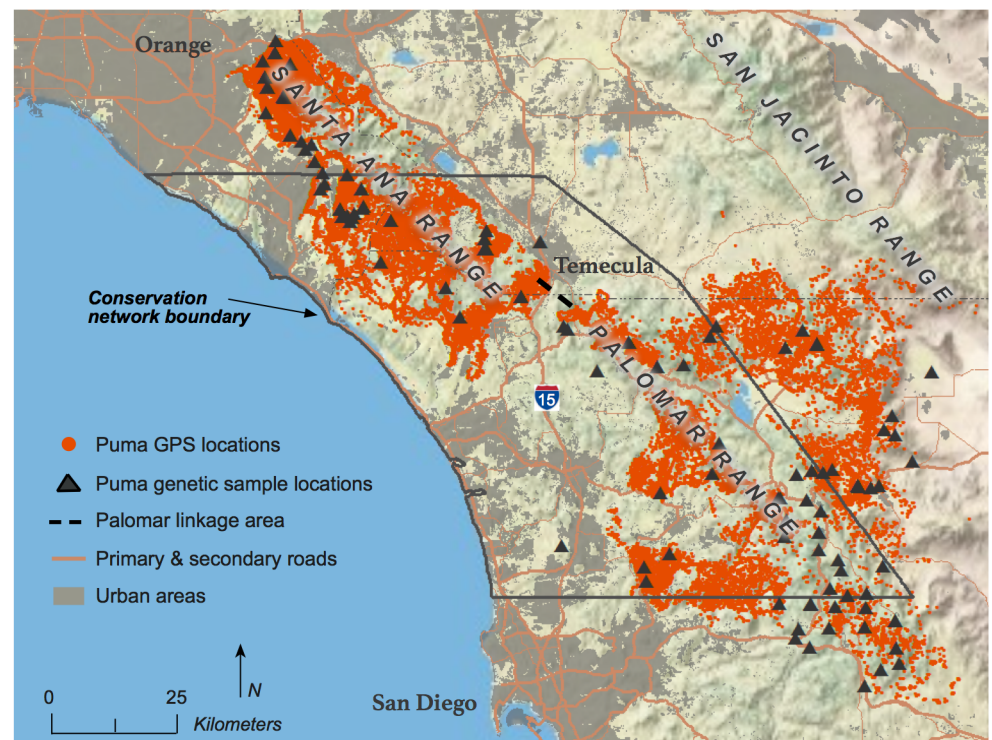 Orange
SANTA ANA RANGE
SAN JACINTO RANGE
Temecula
Conservation
network boundary
PALOMAR RANGE
15
Puma GPS locations
Puma genetic sample locations
Palomar linkage area
Primary & secondary roads
Urban areas
N
0 25
Kilometers
San Diego